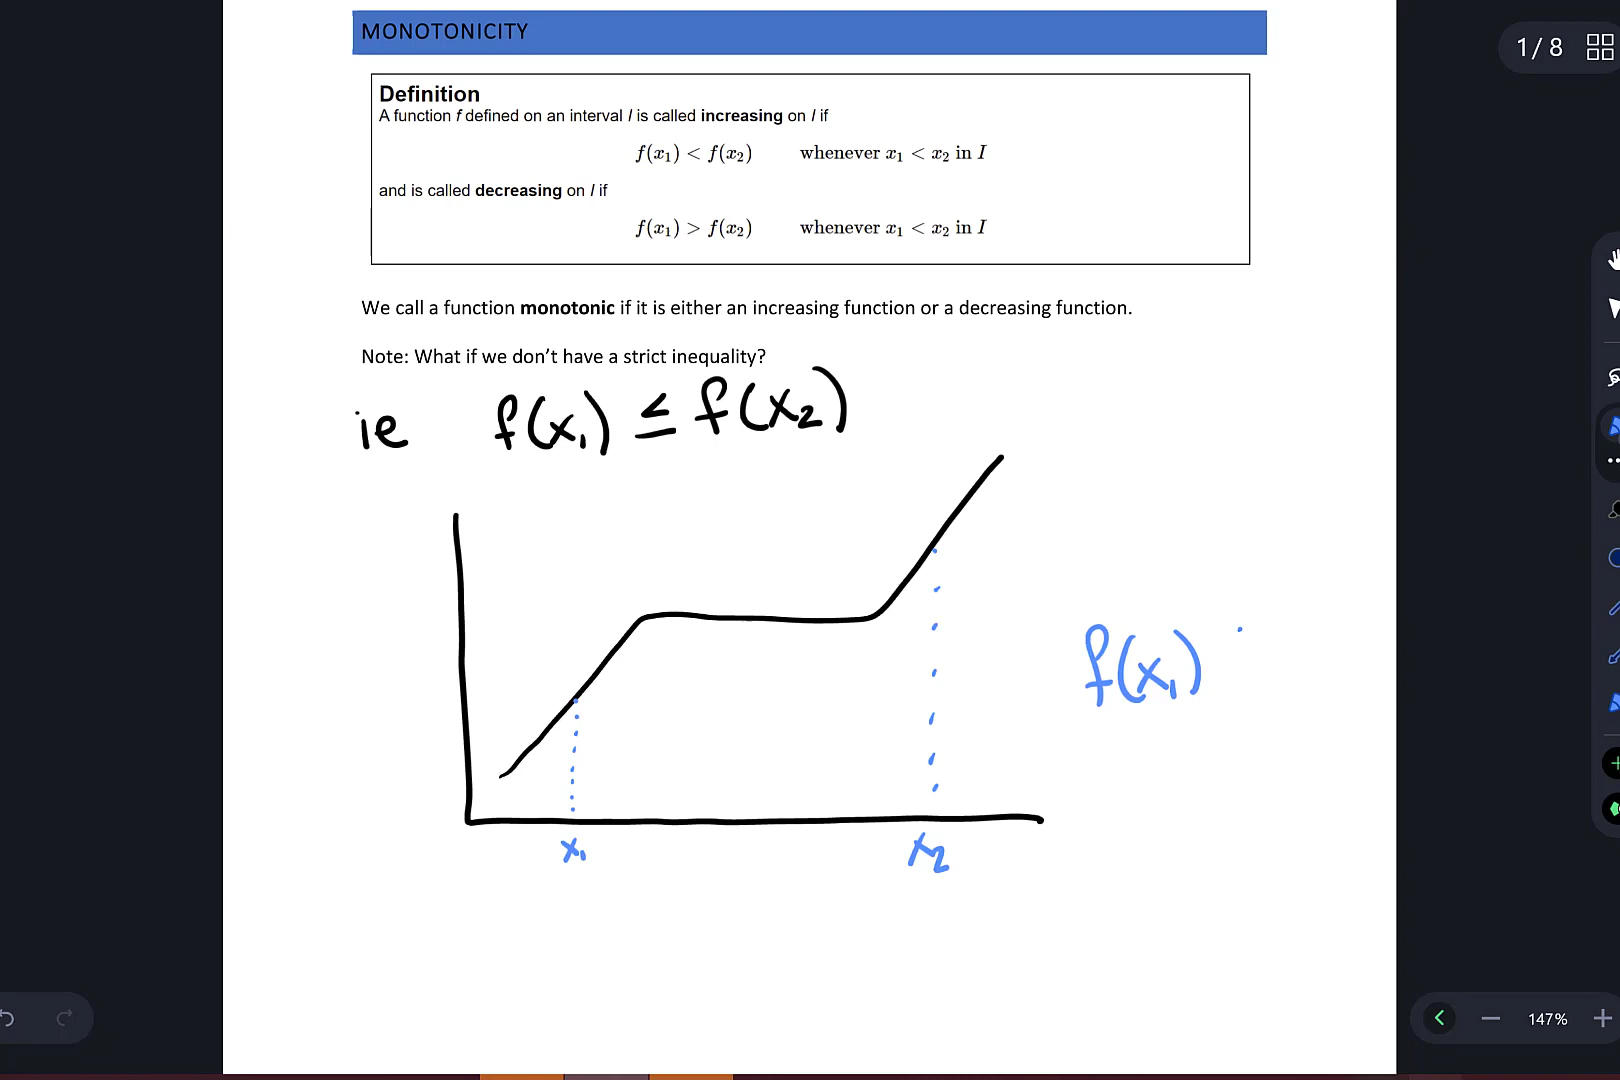 MONOTONICITY
1 / 8
Definition
A function f defined on an interval I is called increasing on I if
f(x₁) < f(x₂) whenever x₁ < x₂ in I
and is called decreasing on I if
f(x₁) > f(x₂) whenever x₁ < x₂ in I
We call a function monotonic if it is either an increasing function or a decreasing function.
Note: What if we don't have a strict inequality?
ie f(x₁) ≤ f(x₂)
f(x₁)
x₁ x₂
147%